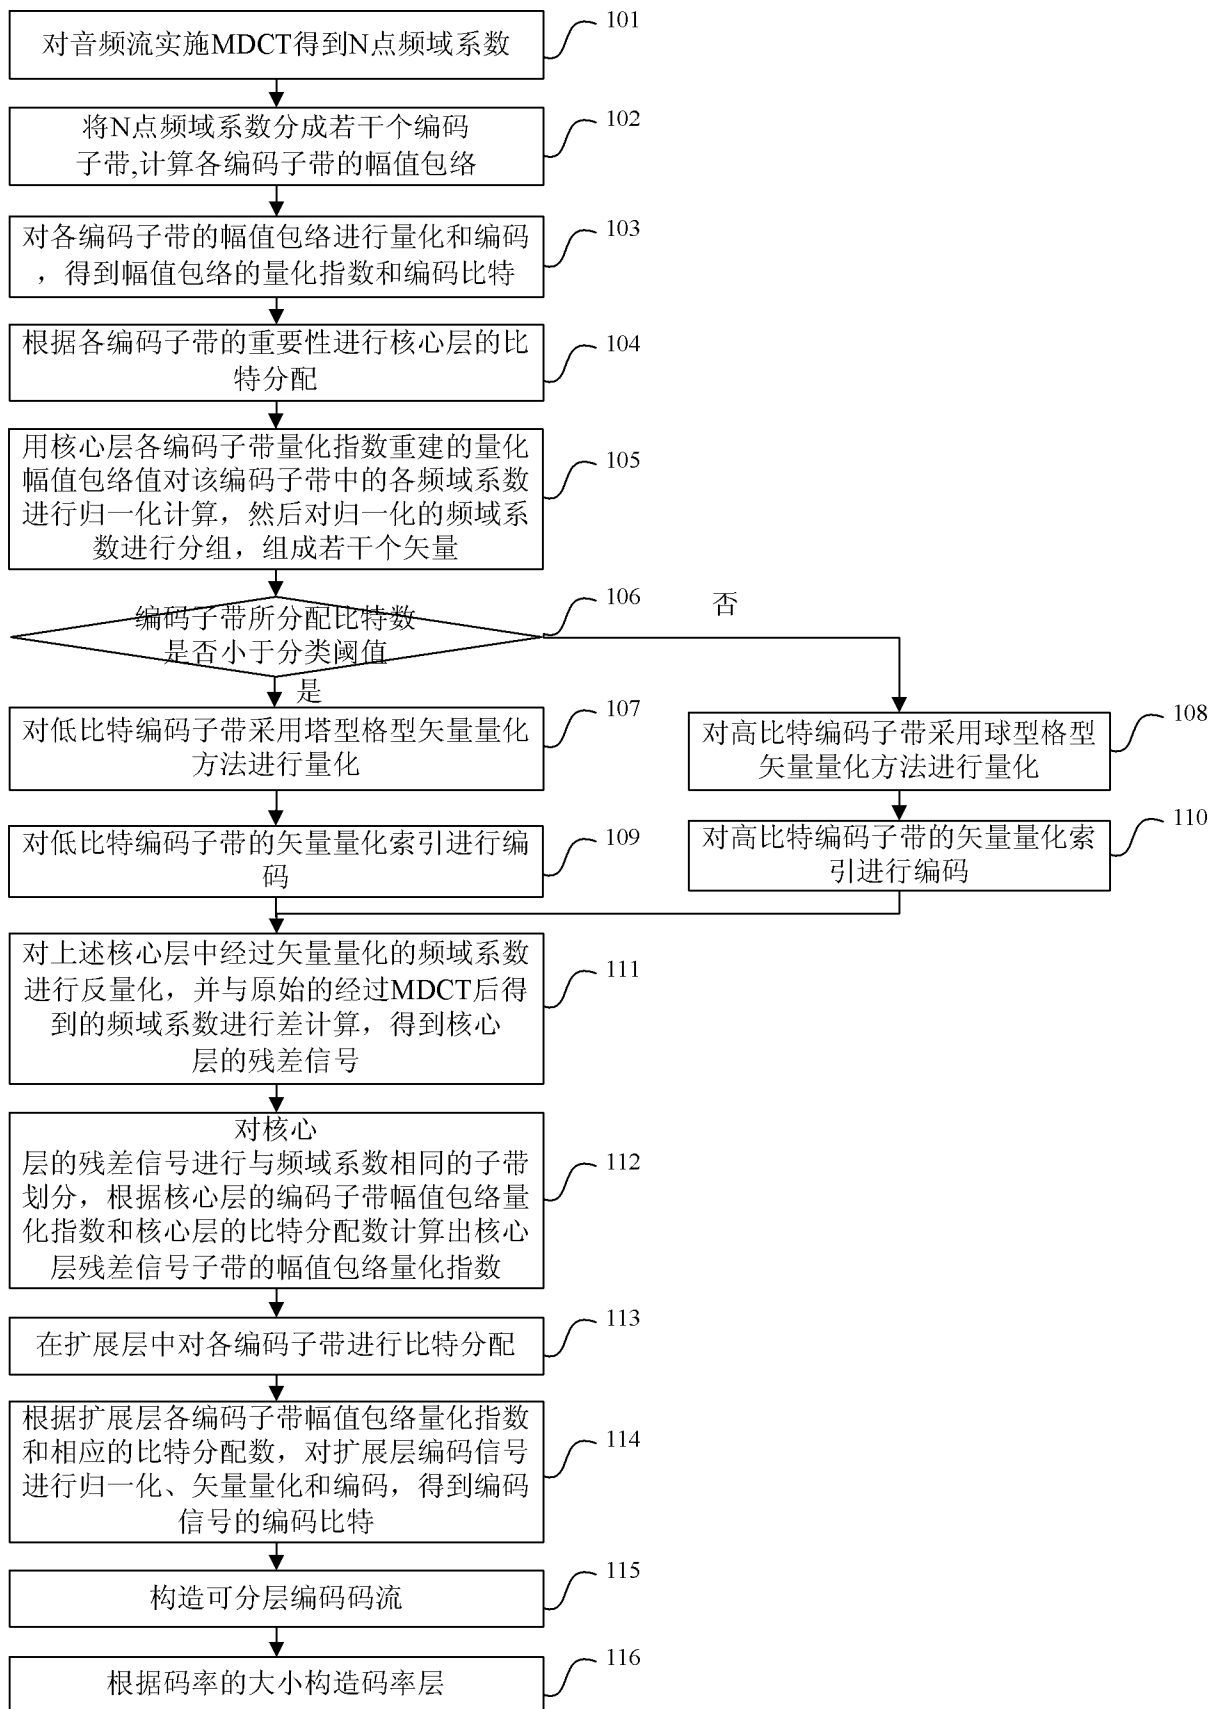 对音频流实施MDCT得到N点频域系数
101
将N点频域系数分成若干个编码
子带,计算各编码子带的幅值包络
102
对各编码子带的幅值包络进行量化和编码
，得到幅值包络的量化指数和编码比特
103
根据各编码子带的重要性进行核心层的比
特分配
104
用核心层各编码子带量化指数重建的量化
幅值包络值对该编码子带中的各频域系数
进行归一化计算，然后对归一化的频域系
数进行分组，组成若干个矢量
105
编码子带所分配比特数
是否小于分类阈值
106
否
是
对低比特编码子带采用塔型格型矢量量化
方法进行量化
107
对高比特编码子带采用球型格型
矢量量化方法进行量化
108
对低比特编码子带的矢量量化索引进行编
码
109
对高比特编码子带的矢量量化索
引进行编码
110
对上述核心层中经过矢量量化的频域系数
进行反量化，并与原始的经过MDCT后得
到的频域系数进行差计算，得到核心
层的残差信号
111
对核心
层的残差信号进行与频域系数相同的子带
划分，根据核心层的编码子带幅值包络量
化指数和核心层的比特分配数计算出核心
层残差信号子带的幅值包络量化指数
112
在扩展层中对各编码子带进行比特分配
113
根据扩展层各编码子带幅值包络量化指数
和相应的比特分配数，对扩展层编码信号
进行归一化、矢量量化和编码，得到编码
信号的编码比特
114
构造可分层编码码流
115
根据码率的大小构造码率层
116